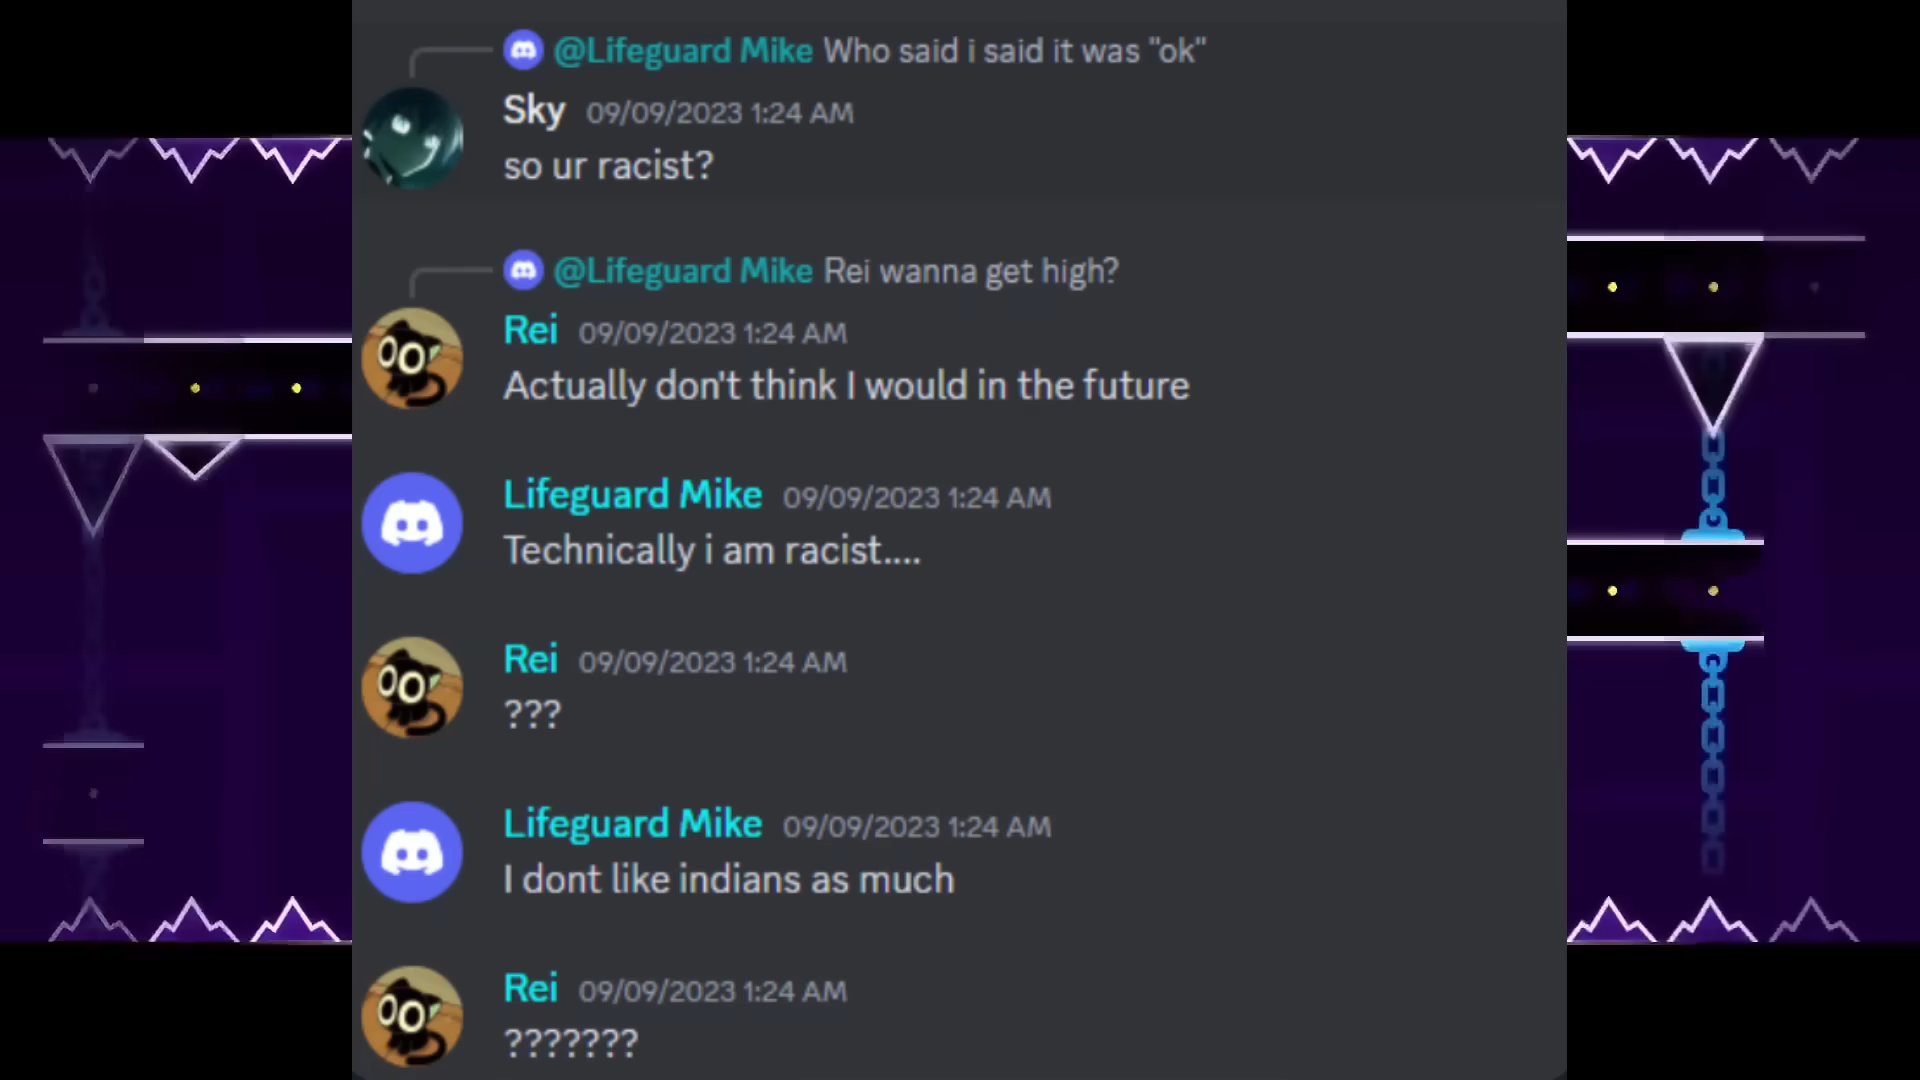 @Lifeguard Mike Who said i said it was "ok"
Sky 09/09/2023 1:24 AM
so ur racist?
@Lifeguard Mike Rei wanna get high?
Rei 09/09/2023 1:24 AM
Actually don't think I would in the future
Lifeguard Mike 09/09/2023 1:24 AM
Technically i am racist....
Rei 09/09/2023 1:24 AM
???
Lifeguard Mike 09/09/2023 1:24 AM
I dont like indians as much
Rei 09/09/2023 1:24 AM
???????